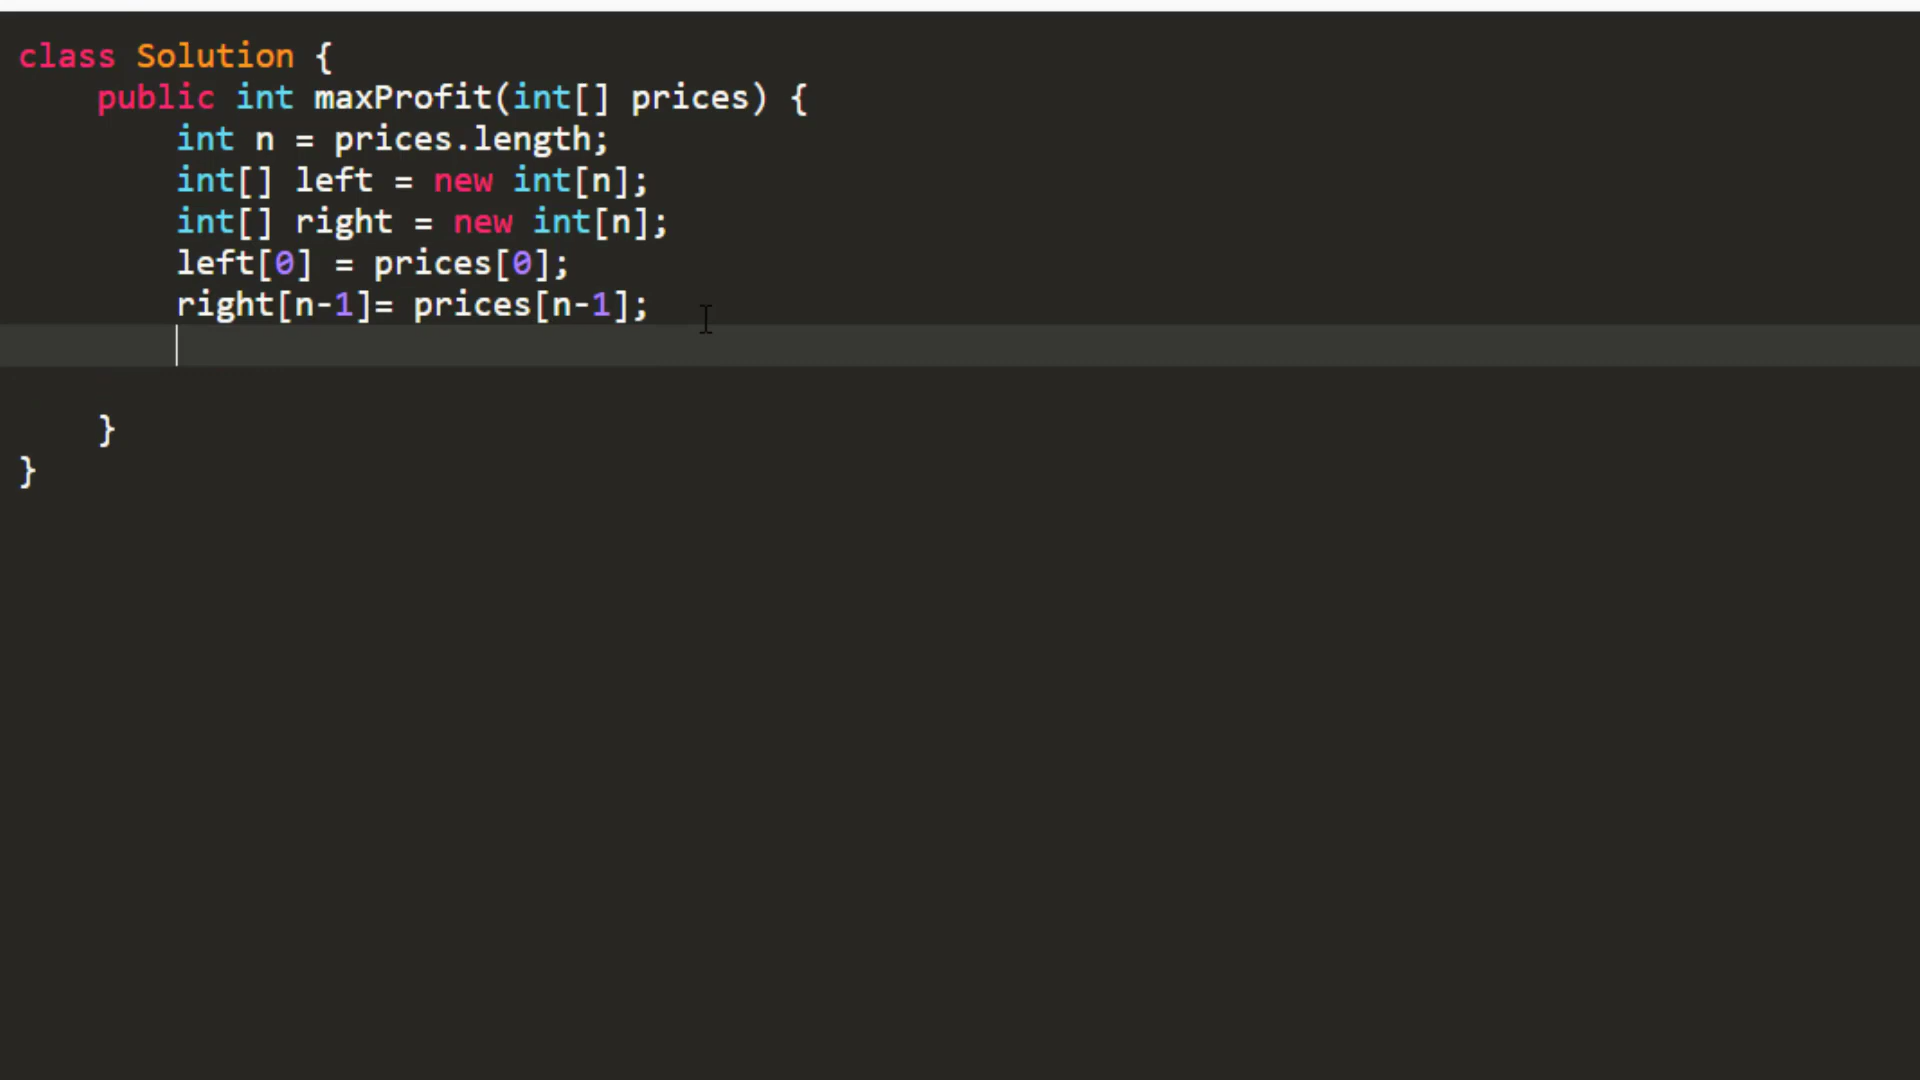 class Solution {
    public int maxProfit(int[] prices) {
        int n = prices.length;
        int[] left = new int[n];
        int[] right = new int[n];
        left[0] = prices[0];
        right[n-1]= prices[n-1];
    }
}